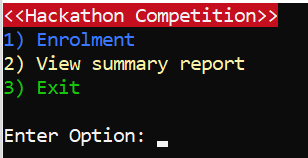 <<Hackathon Competition>>
1) Enrolment
2) View summary report
3) Exit
Enter Option: _